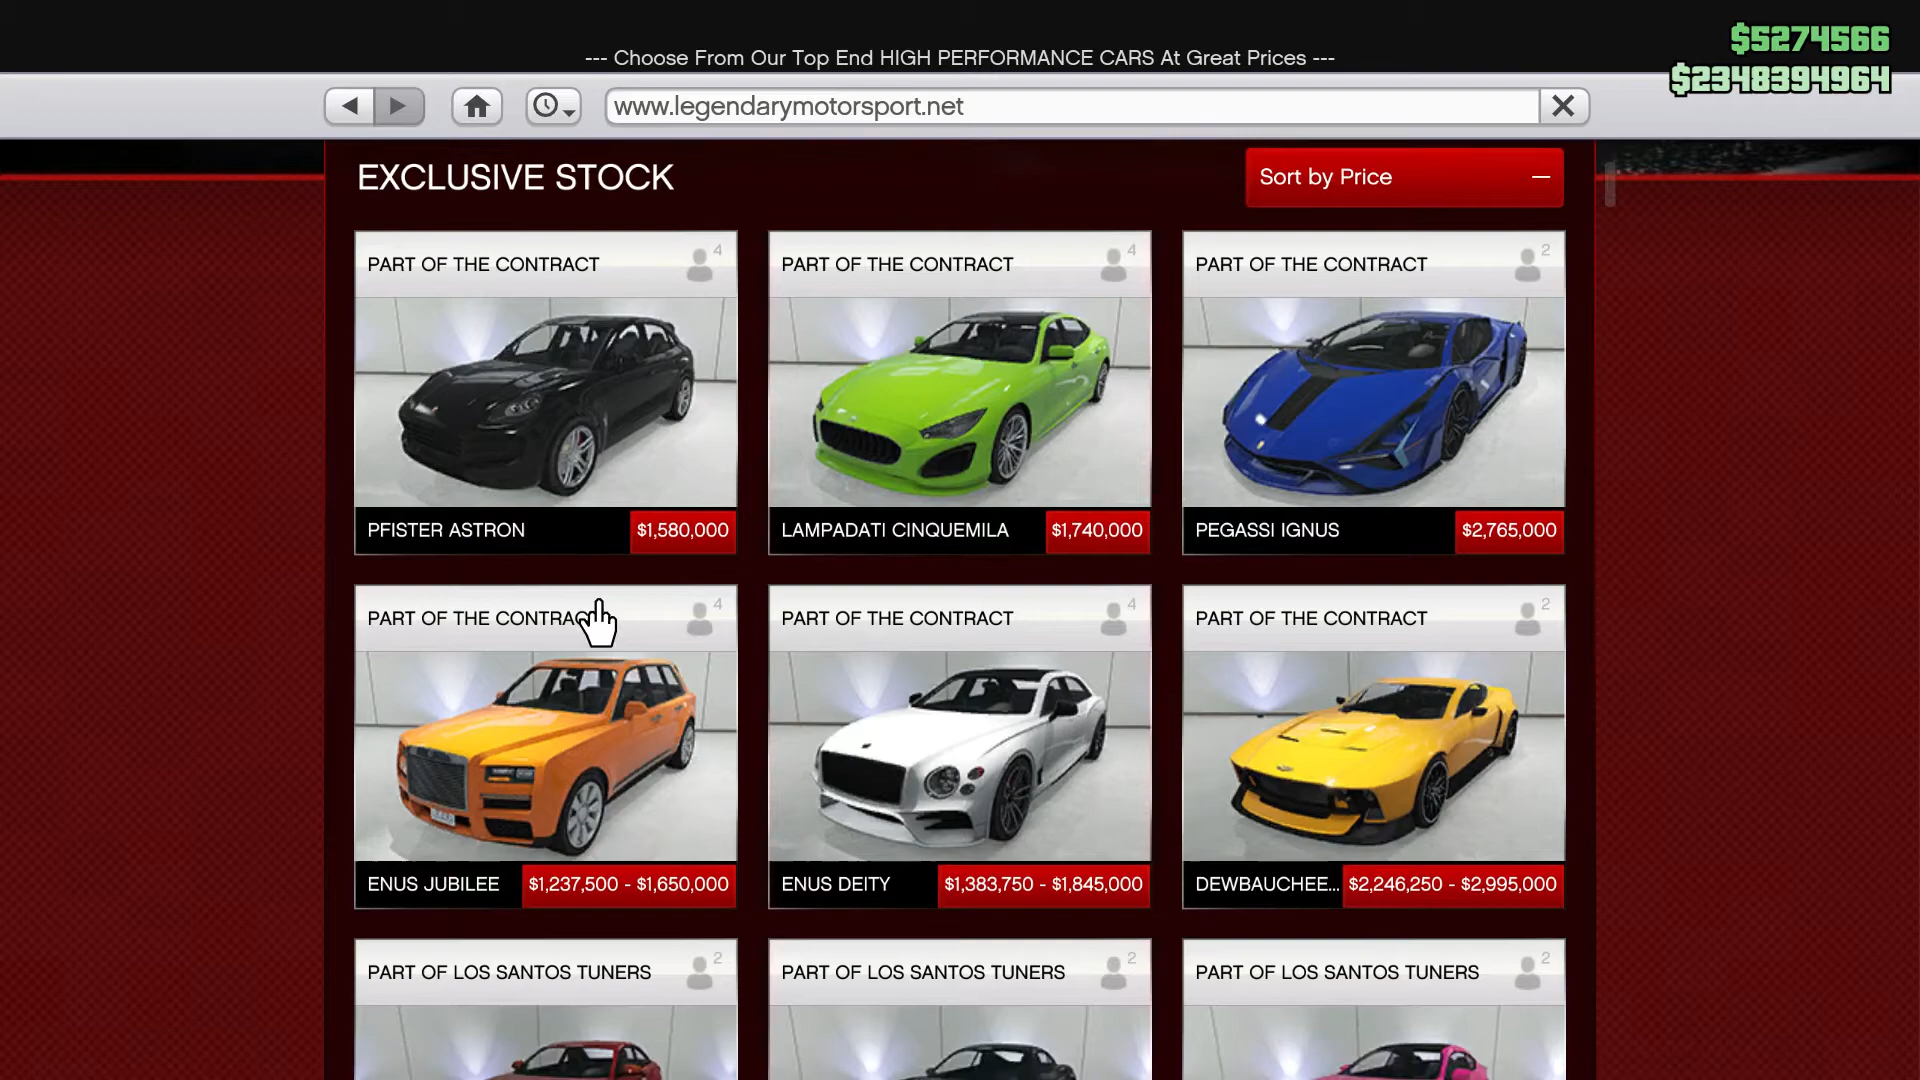 $5274566
--- Choose From Our Top End HIGH PERFORMANCE CARS At Great Prices ---
$2348394964
www.legendarymotorsport.net
EXCLUSIVE STOCK
Sort by Price
PART OF THE CONTRACT 4
PART OF THE CONTRACT 4
PART OF THE CONTRACT 2
PFISTER ASTRON $1,580,000
LAMPADATI CINQUEMILA $1,740,000
PEGASSI IGNUS $2,765,000
PART OF THE CONTRACT 4
PART OF THE CONTRACT 4
PART OF THE CONTRACT 2
ENUS JUBILEE $1,237,500 - $1,650,000
ENUS DEITY $1,383,750 - $1,845,000
DEWBAUCHEE... $2,246,250 - $2,995,000
PART OF LOS SANTOS TUNERS 2
PART OF LOS SANTOS TUNERS 2
PART OF LOS SANTOS TUNERS 2